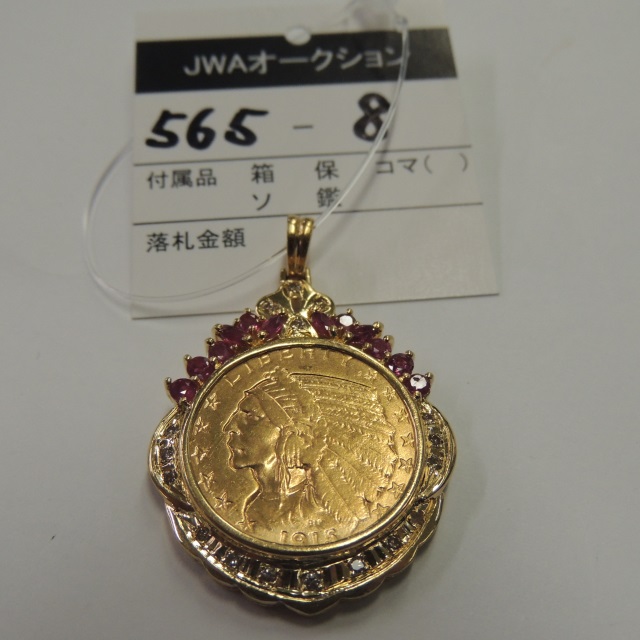 JWAオークション
565 - 8
付属品 箱 保 コマ( )
ソ 鑑
落札金額
LIBERTY